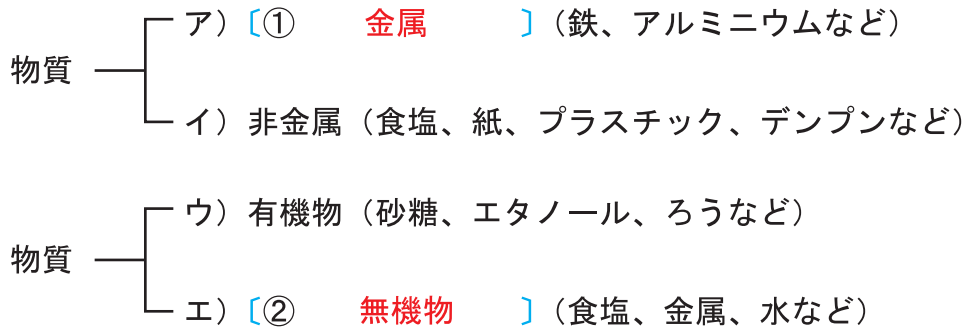 ア）〔① 金属 〕（鉄、アルミニウムなど）
物質
イ）非金属（食塩、紙、プラスチック、デンプンなど）
ウ）有機物（砂糖、エタノール、ろうなど）
物質
エ）〔② 無機物 〕（食塩、金属、水など）